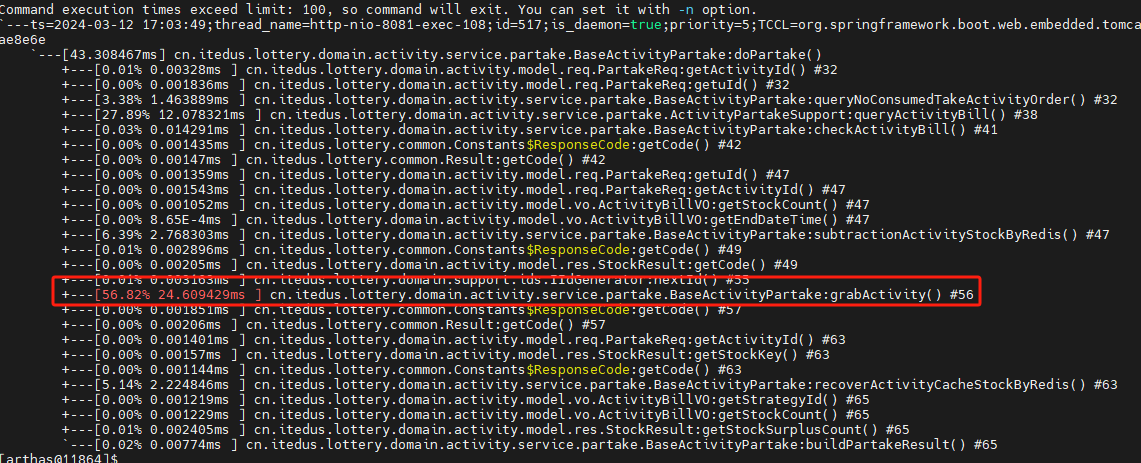 Command execution times exceed limit: 100, so command will exit. You can set it with -n option.
`---ts=2024-03-12 17:03:49;thread_name=http-nio-8081-exec-108;id=517;is_daemon=true;priority=5;TCCL=org.springframework.boot.web.embedded.tomca
ae8e6e
`---[43.308467ms] cn.itedus.lottery.domain.activity.service.partake.BaseActivityPartake:doPartake()
+---[0.01% 0.00328ms ] cn.itedus.lottery.domain.activity.model.req.PartakeReq:getActivityId() #32
+---[0.00% 0.001836ms ] cn.itedus.lottery.domain.activity.model.req.PartakeReq:getuId() #32
+---[3.38% 1.463889ms ] cn.itedus.lottery.domain.activity.service.partake.BaseActivityPartake:queryNoConsumedTakeActivityOrder() #32
+---[27.89% 12.078321ms ] cn.itedus.lottery.domain.activity.service.partake.ActivityPartakeSupport:queryActivityBill() #38
+---[0.03% 0.014291ms ] cn.itedus.lottery.domain.activity.service.partake.BaseActivityPartake:checkActivityBill() #41
+---[0.00% 0.001435ms ] cn.itedus.lottery.common.Constants$ResponseCode:getCode() #42
+---[0.00% 0.00147ms ] cn.itedus.lottery.common.Result:getCode() #42
+---[0.00% 0.001359ms ] cn.itedus.lottery.domain.activity.model.req.PartakeReq:getuId() #47
+---[0.00% 0.001543ms ] cn.itedus.lottery.domain.activity.model.req.PartakeReq:getActivityId() #47
+---[0.00% 0.001052ms ] cn.itedus.lottery.domain.activity.model.vo.ActivityBillVO:getStockCount() #47
+---[0.00% 8.65E-4ms ] cn.itedus.lottery.domain.activity.model.vo.ActivityBillVO:getEndDateTime() #47
+---[6.39% 2.768303ms ] cn.itedus.lottery.domain.activity.service.partake.BaseActivityPartake:subtractionActivityStockByRedis() #47
+---[0.01% 0.002896ms ] cn.itedus.lottery.common.Constants$ResponseCode:getCode() #49
+---[0.00% 0.00205ms ] cn.itedus.lottery.domain.activity.model.res.StockResult:getCode() #49
+---[0.01% 0.003163ms ] cn.itedus.lottery.domain.support.ids.IIdGenerator:nextId() #55
+---[56.82% 24.609429ms ] cn.itedus.lottery.domain.activity.service.partake.BaseActivityPartake:grabActivity() #56
+---[0.00% 0.001851ms ] cn.itedus.lottery.common.Constants$ResponseCode:getCode() #57
+---[0.00% 0.00206ms ] cn.itedus.lottery.common.Result:getCode() #57
+---[0.00% 0.001401ms ] cn.itedus.lottery.domain.activity.model.req.PartakeReq:getActivityId() #63
+---[0.00% 0.00157ms ] cn.itedus.lottery.domain.activity.model.res.StockResult:getStockKey() #63
+---[0.00% 0.001144ms ] cn.itedus.lottery.common.Constants$ResponseCode:getCode() #63
+---[5.14% 2.224846ms ] cn.itedus.lottery.domain.activity.service.partake.BaseActivityPartake:recoverActivityCacheStockByRedis() #63
+---[0.00% 0.001219ms ] cn.itedus.lottery.domain.activity.model.vo.ActivityBillVO:getStrategyId() #65
+---[0.00% 0.001229ms ] cn.itedus.lottery.domain.activity.model.vo.ActivityBillVO:getStockCount() #65
+---[0.01% 0.002405ms ] cn.itedus.lottery.domain.activity.model.res.StockResult:getStockSurplusCount() #65
`---[0.02% 0.00774ms ] cn.itedus.lottery.domain.activity.service.partake.BaseActivityPartake:buildPartakeResult() #65
[arthas@11864]$